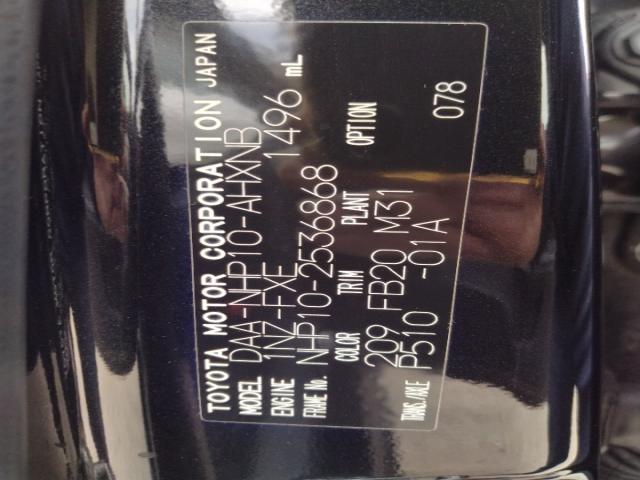 TOYOTA MOTOR CORPORATION JAPAN
MODEL DAA-NHP10-AHXNB
ENGINE 1NZ-FXE 1496 mL
FRAME No. NHP10-2536868
COLOR TRIM PLANT OPTION
209 FB20 M31
TRANS./AXLE P510 -01A 078